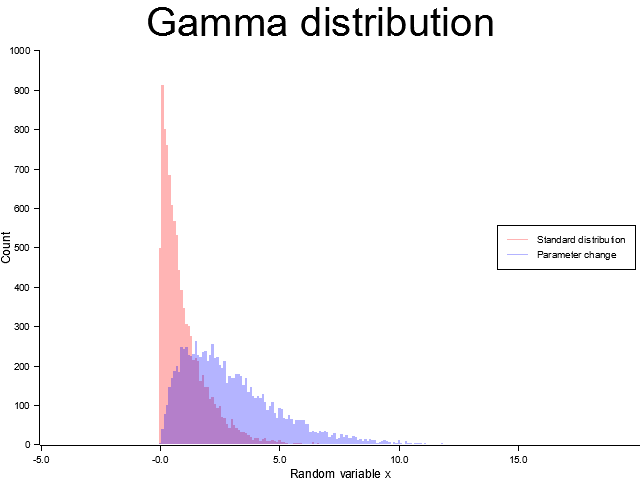 Gamma distribution
1000
900
800
700
600
500
400
300
200
100
0
Count
-5.0 -0.0 5.0 10.0 15.0
Random variable x
Standard distribution
Parameter change